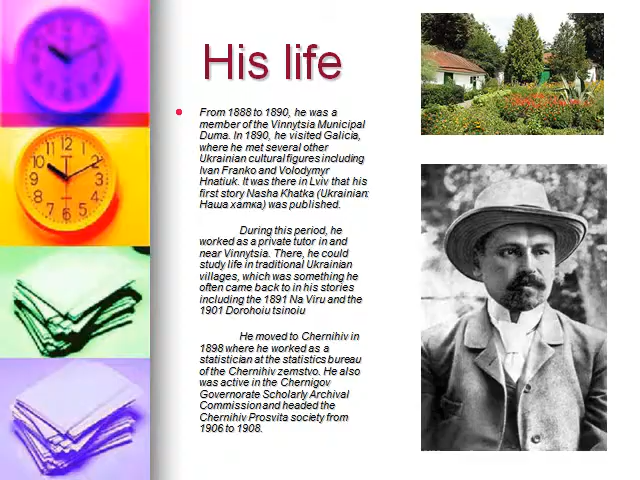 His life
From 1888 to 1890, he was a
member of the Vinnytsia Municipal
Duma. In 1890, he visited Galicia,
where he met several other
Ukrainian cultural figures including
Ivan Franko and Volodymyr
Hnatiuk. It was there in Lviv that his
first story Nasha Khatka (Ukrainian:
Наша хатка) was published.
During this period, he
worked as a private tutor in and
near Vinnytsia. There, he could
study life in traditional Ukrainian
villages, which was something he
often came back to in his stories
including the 1891 Na Viru and the
1901 Dorohoiu tsinoiu
He moved to Chernihiv in
1898 where he worked as a
statistician at the statistics bureau
of the Chernihiv zemstvo. He also
was active in the Chernigov
Governorate Scholarly Archival
Commission and headed the
Chernihiv Prosvita society from
1906 to 1908.